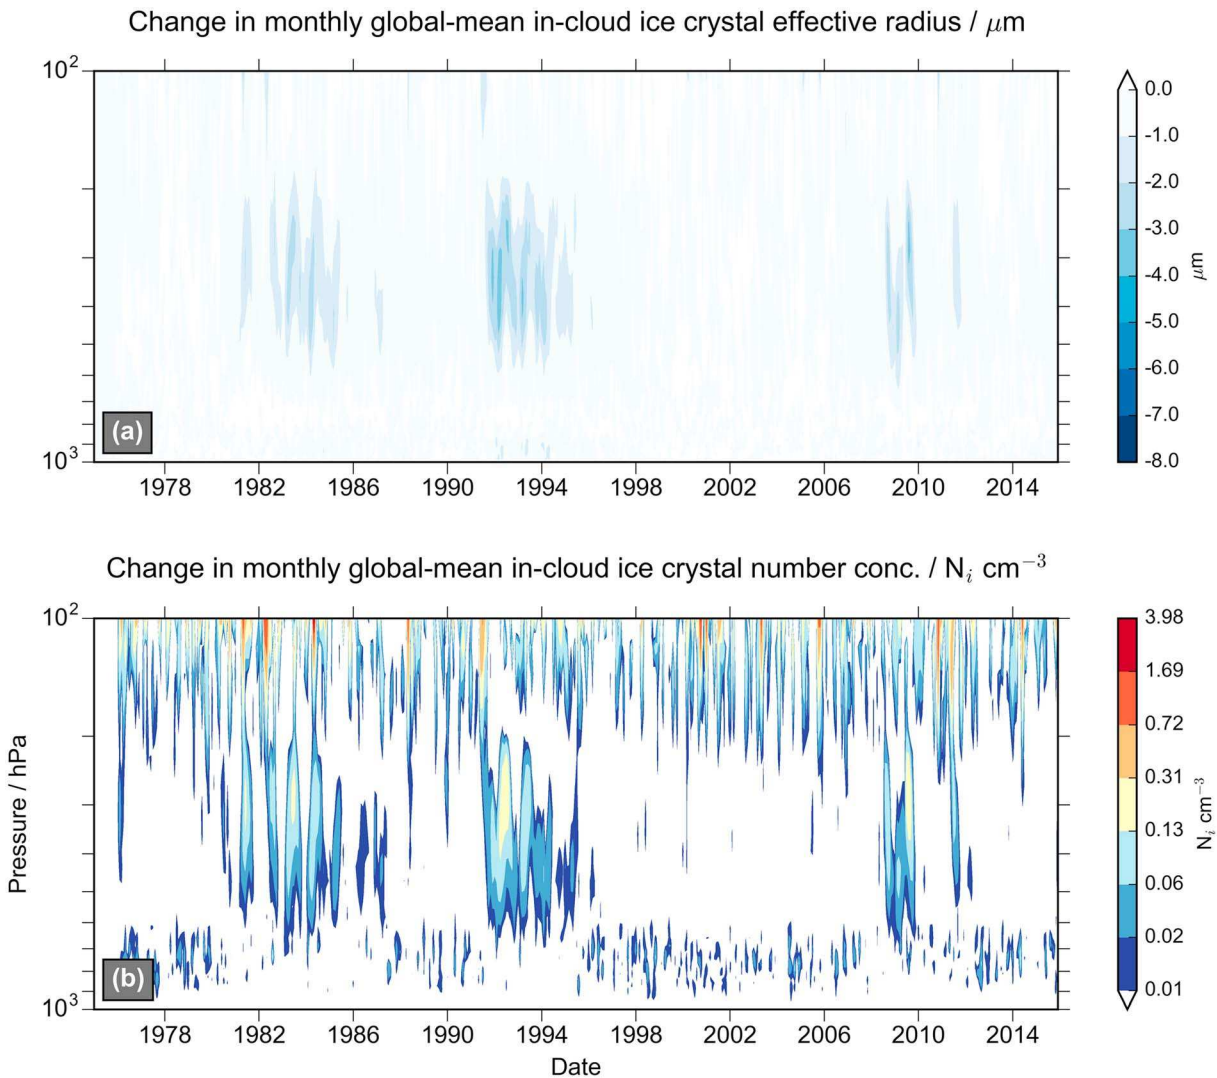 Change in monthly global-mean in-cloud ice crystal effective radius / μm
10²
10³
(a)
1978 1982 1986 1990 1994 1998 2002 2006 2010 2014
0.0
-1.0
-2.0
-3.0
-4.0
-5.0
-6.0
-7.0
-8.0
μm
Change in monthly global-mean in-cloud ice crystal number conc. / Nᵢ cm⁻³
10²
10³
Pressure / hPa
(b)
1978 1982 1986 1990 1994 1998 2002 2006 2010 2014
Date
3.98
1.69
0.72
0.31
0.13
0.06
0.02
0.01
Nᵢ cm⁻³